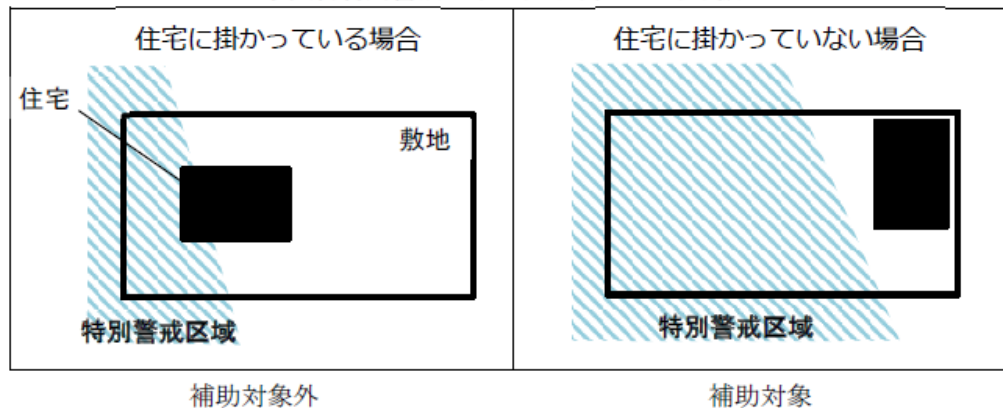 住宅に掛かっている場合
住宅
敷地
特別警戒区域
補助対象外
住宅に掛かっていない場合
特別警戒区域
補助対象